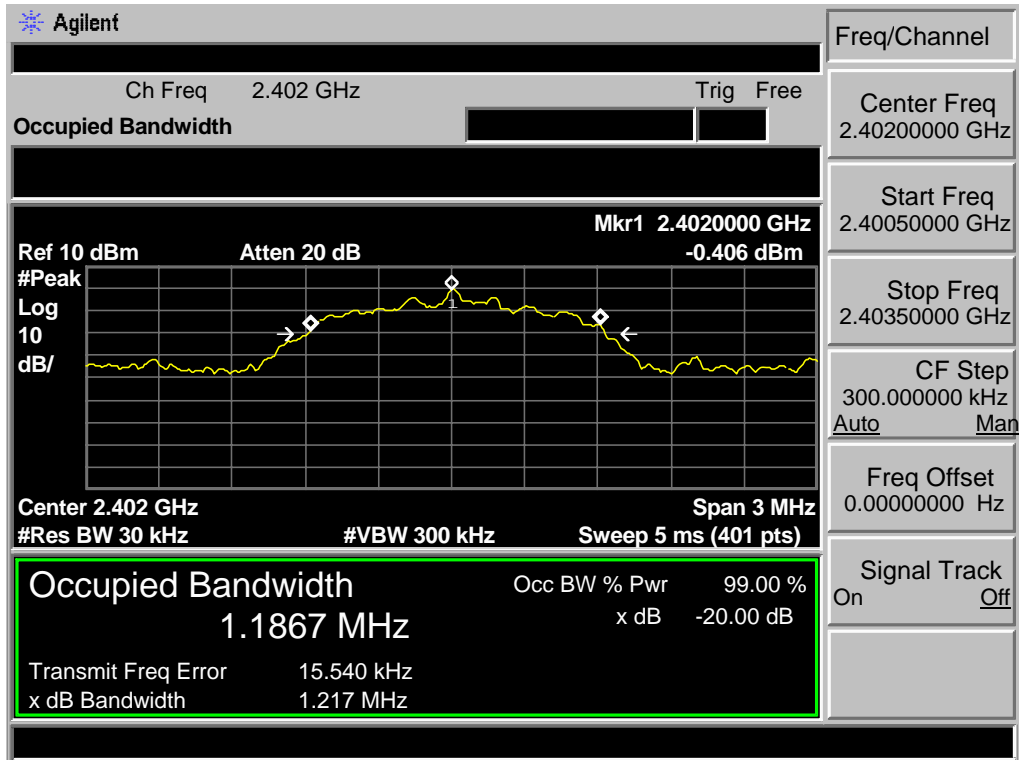 Agilent
Freq/Channel
Ch Freq 2.402 GHz Trig Free
Occupied Bandwidth
Center Freq
2.40200000 GHz
Start Freq
2.40050000 GHz
Stop Freq
2.40350000 GHz
CF Step
300.000000 kHz
Auto Man
Freq Offset
0.00000000 Hz
Signal Track
On Off
Mkr1 2.4020000 GHz
Ref 10 dBm Atten 20 dB -0.406 dBm
#Peak
Log
10
dB/
1
Center 2.402 GHz Span 3 MHz
#Res BW 30 kHz #VBW 300 kHz Sweep 5 ms (401 pts)
Occupied Bandwidth Occ BW % Pwr 99.00 %
1.1867 MHz x dB -20.00 dB
Transmit Freq Error 15.540 kHz
x dB Bandwidth 1.217 MHz